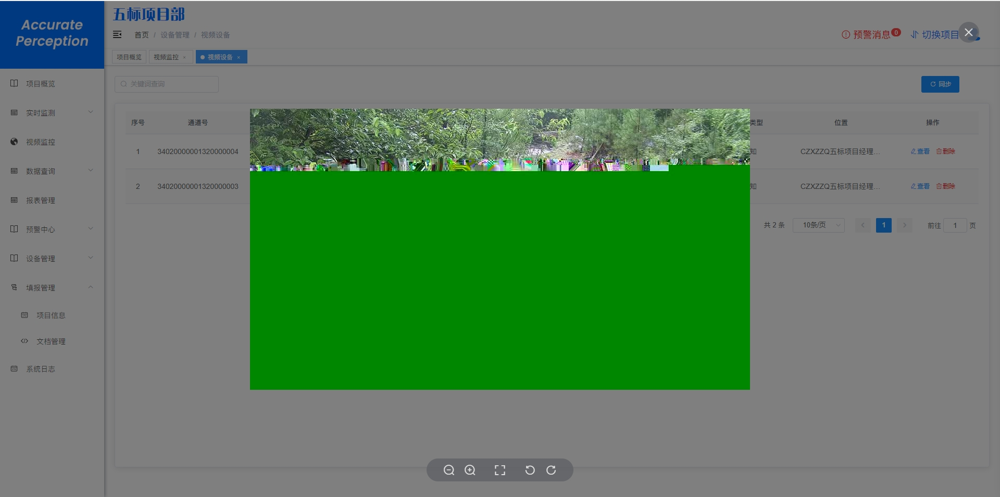 Accurate
Perception
五标项目部
首页 / 设备管理 / 视频设备
预警消息 0
切换项目
项目概览
视频监控 ×
视频设备 ×
关键词查询
同步
项目概览
实时监测
视频监控
数据查询
报表管理
预警中心
设备管理
填报管理
项目信息
文档管理
系统日志
序号 通道号 类型 位置 操作
1 34020000001320000004 知 CZXZZQ五标项目经理... 查看 删除
2 34020000001320000003 知 CZXZZQ五标项目经理... 查看 删除
共 2 条 10条/页 1 前往 1 页